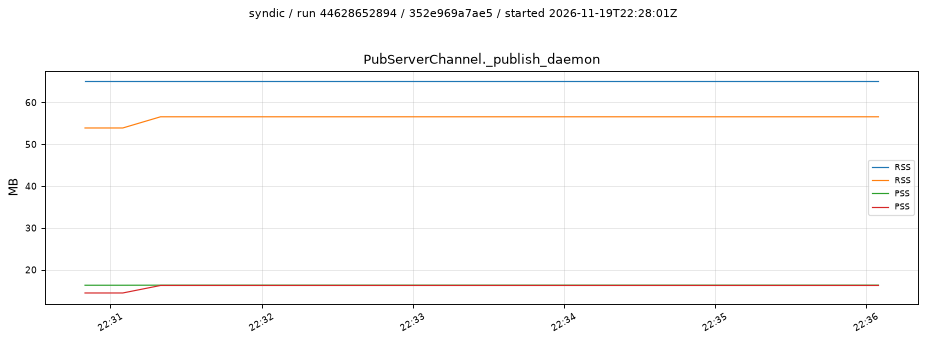 syndic / run 44628652894 / 352e969a7ae5 / started 2026-11-19T22:28:01Z
PubServerChannel._publish_daemon
60
50
40
30
20
MB
RSS
RSS
PSS
PSS
22:31
22:32
22:33
22:34
22:35
22:36